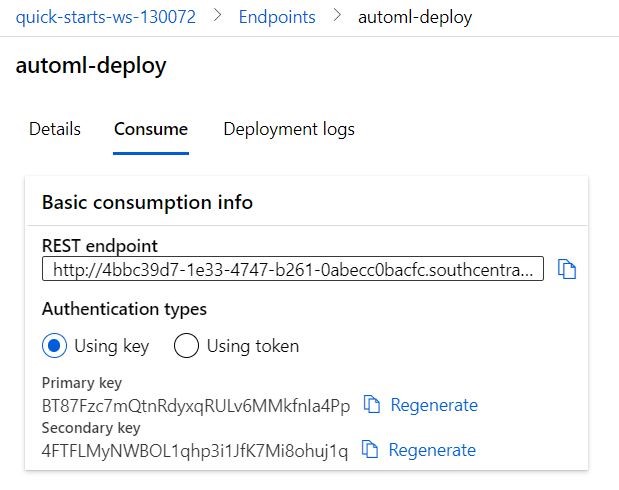 quick-starts-ws-130072 > Endpoints > automl-deploy
automl-deploy
Details Consume Deployment logs
Basic consumption info
REST endpoint
http://4bbc39d7-1e33-4747-b261-0abecc0bacfc.southcentra...
Authentication types
Using key Using token
Primary key
BT87Fzc7mQtnRdyxqRULv6MMkfnIa4Pp Regenerate
Secondary key
4FTFLMyNWBOL1qhp3i1JfK7Mi8ohuj1q Regenerate